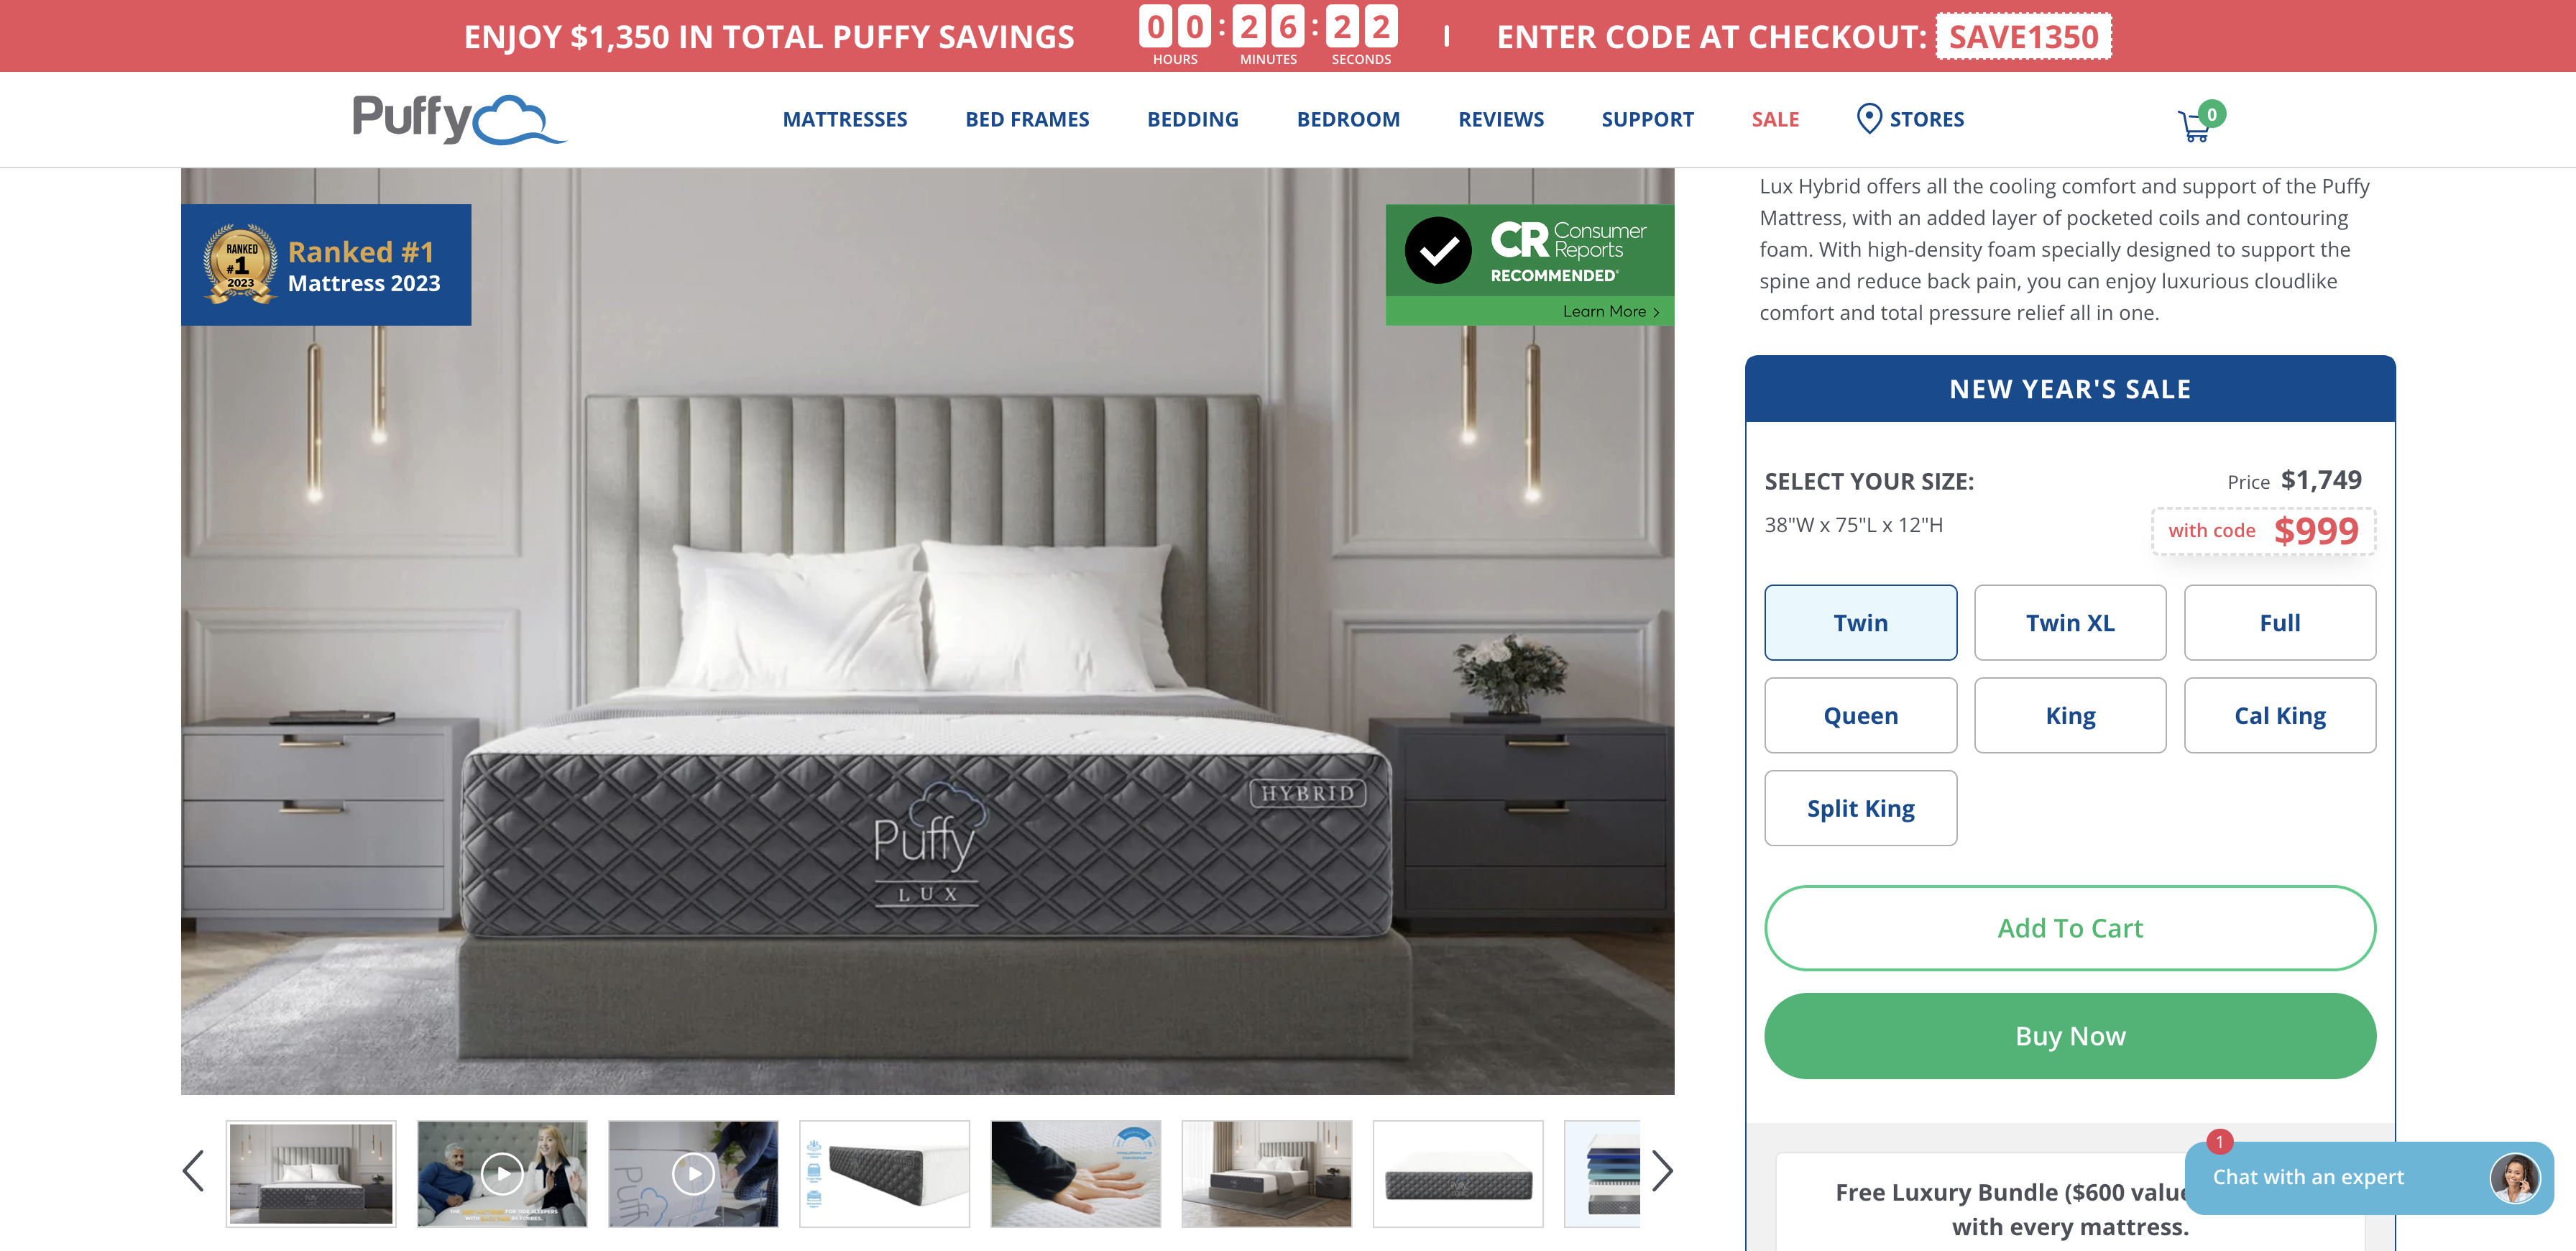 ENJOY $1,350 IN TOTAL PUFFY SAVINGS
00:26:22
HOURS MINUTES SECONDS
ENTER CODE AT CHECKOUT: SAVE1350
Puffy
MATTRESSES BED FRAMES BEDDING BEDROOM REVIEWS SUPPORT SALE STORES
0
RANKED
#1
2023
Ranked #1
Mattress 2023
CR Consumer
Reports
RECOMMENDED
Learn More >
HYBRID
Puffy
LUX
Lux Hybrid offers all the cooling comfort and support of the Puffy
Mattress, with an added layer of pocketed coils and contouring
foam. With high-density foam specially designed to support the
spine and reduce back pain, you can enjoy luxurious cloudlike
comfort and total pressure relief all in one.
NEW YEAR'S SALE
SELECT YOUR SIZE:
Price $1,749
38"W x 75"L x 12"H
with code $999
Twin
Twin XL
Full
Queen
King
Cal King
Split King
Add To Cart
Buy Now
Free Luxury Bundle ($600 value
with every mattress.
1
Chat with an expert